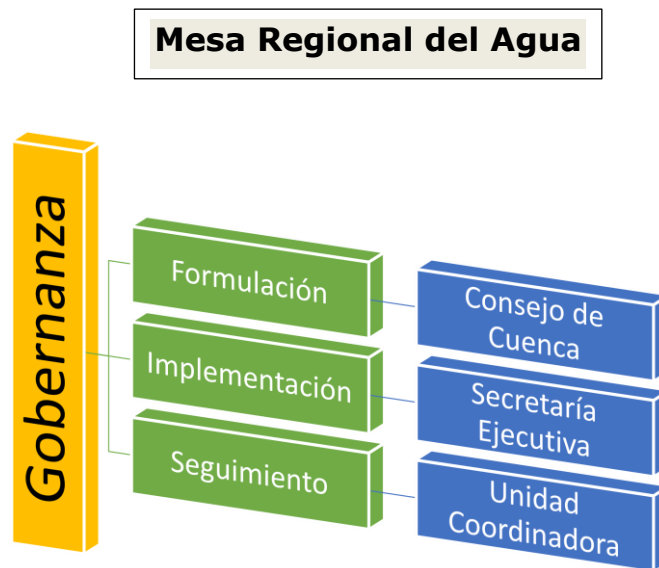 Mesa Regional del Agua
Gobernanza
Formulación
Consejo de
Cuenca
Implementación
Secretaría
Ejecutiva
Seguimiento
Unidad
Coordinadora